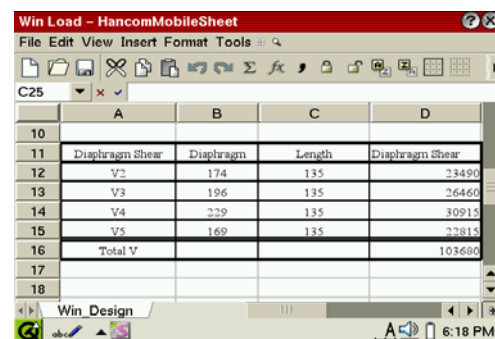 Win Load – HancomMobileSheet
File Edit View Insert Format Tools
C25
A B C D
10
11 Diaphragm Shear Diaphragm Length Diaphragm Shear
12 V2 174 135 23490
13 V3 196 135 26460
14 V4 229 135 30915
15 V5 169 135 22815
16 Total V 103680
17
18
Win_Design
abc A 6:18 PM